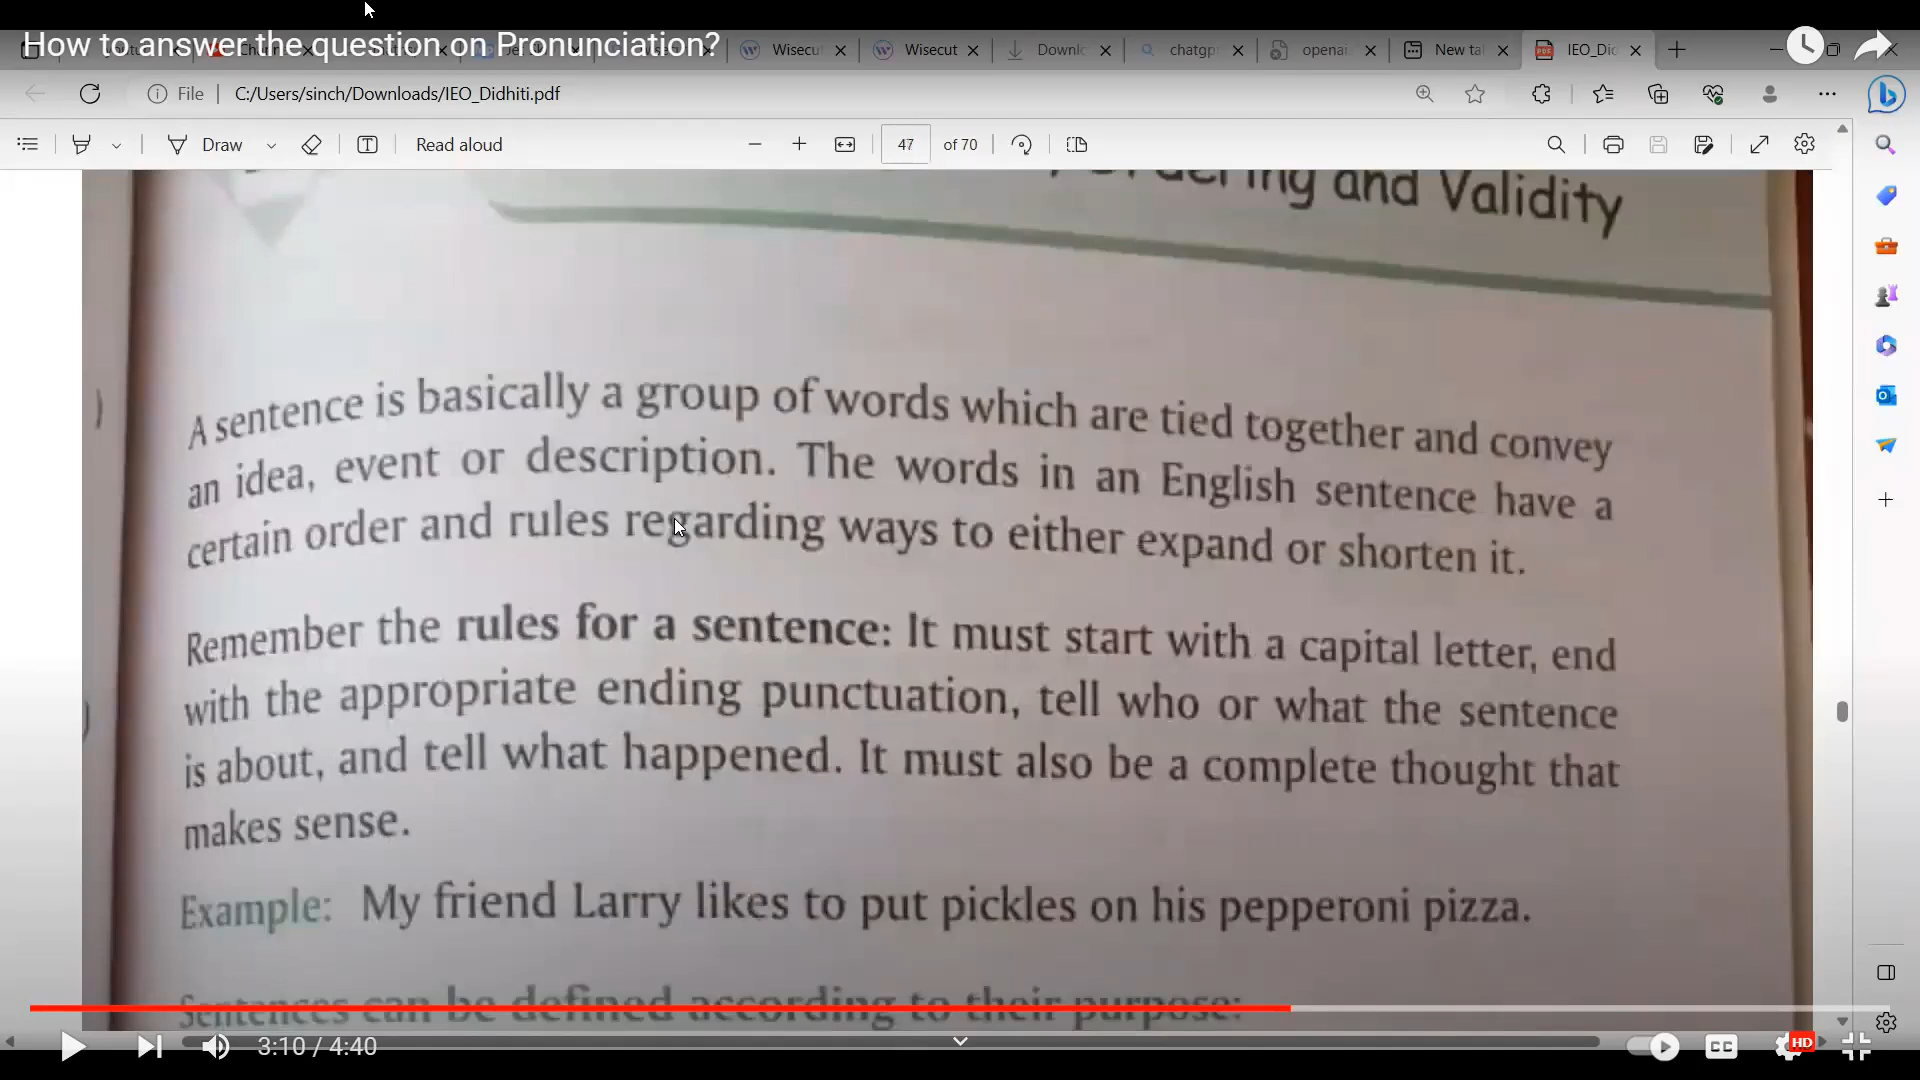 How to answer the question on Pronunciation?
Wisecu
Wisecut
Downlo
chatgp
openai
New ta
IEO_Did
File
C:/Users/sinch/Downloads/IEO_Didhiti.pdf
Draw
Read aloud
47
of 70
and Validity
A sentence is basically a group of words which are tied together and convey
an idea, event or description. The words in an English sentence have a
certain order and rules regarding ways to either expand or shorten it.
Remember the rules for a sentence: It must start with a capital letter, end
with the appropriate ending punctuation, tell who or what the sentence
is about, and tell what happened. It must also be a complete thought that
makes sense.
Example: My friend Larry likes to put pickles on his pepperoni pizza.
Sentences can be defined according to their purpose:
3:10 / 4:40
CC
HD